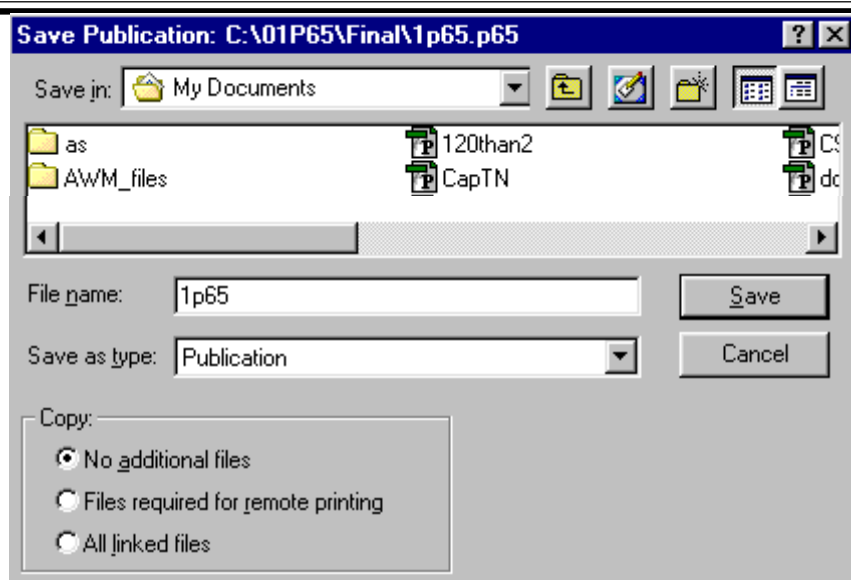 Save Publication: C:\01P65\Final\1p65.p65
Save in: My Documents
as 120than2
AWM_files CapTN
File name: 1p65 Save
Save as type: Publication Cancel
Copy:
No additional files
Files required for remote printing
All linked files